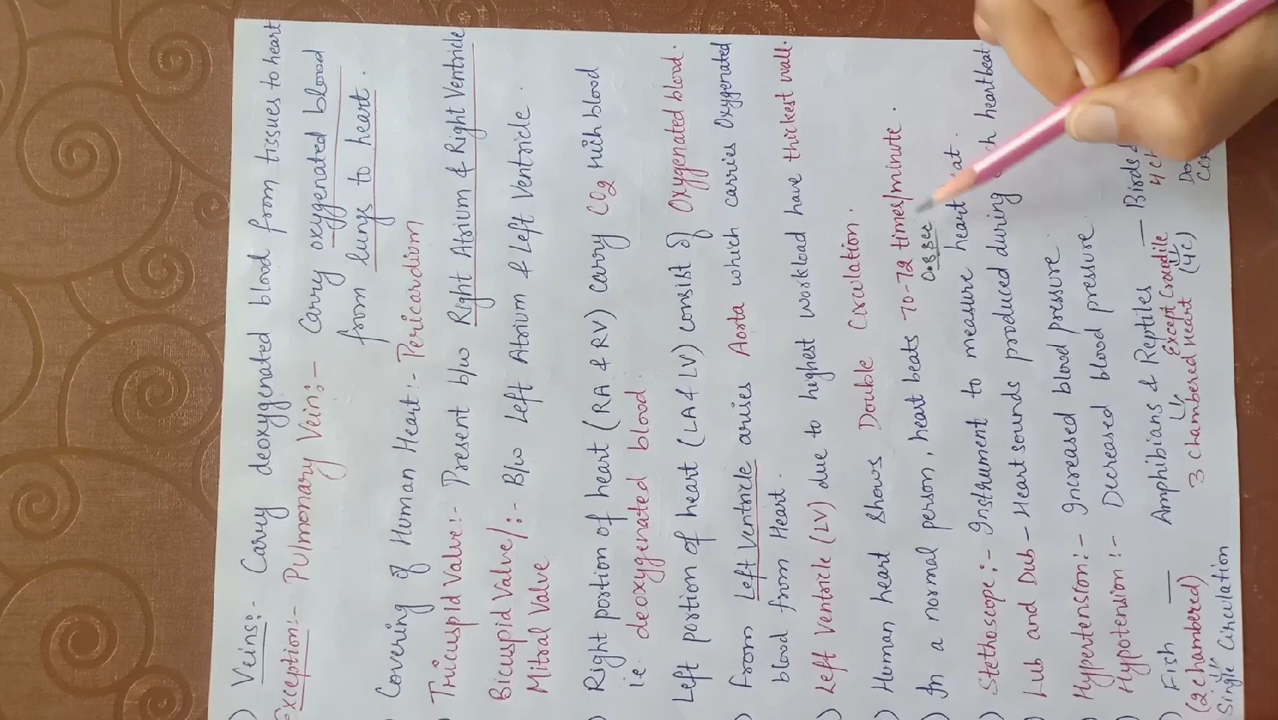 ) Veins:- Carry deoxygenated blood from tissues to heart
Exception:- Pulmonary Vein:- Carry oxygenated blood
from lungs to heart.
Covering of Human Heart:- Pericardium
Tricuspid Valve:- Present b/w Right Atrium & Right Ventricle
Bicuspid Valve/ :- B/w Left Atrium & Left Ventricle.
Mitral Valve
) Right portion of heart (RA & RV) carry CO2 rich blood
i.e. deoxygenated blood.
Left portion of heart (LA & LV) consist of Oxygenated blood.
) From Left Ventricle arises Aorta which carries Oxygenated
blood from Heart.
) Left Ventricle (LV) due to highest workload have thickest wall.
) Human heart shows Double Circulation.
) In a normal person, heart beats 70-72 times/minute.
0.8 sec
) Stethoscope:- Instrument to measure heart
) Lub and Dub - Heart sounds produced during heartbeat
) Hypertension:- Increased blood pressure
Hypotension:- Decreased blood pressure
) Fish — Amphibians & Reptiles — Birds
(2 chambered) Except Crocodile 4
3 chambered heart (4C)
Single Circulation